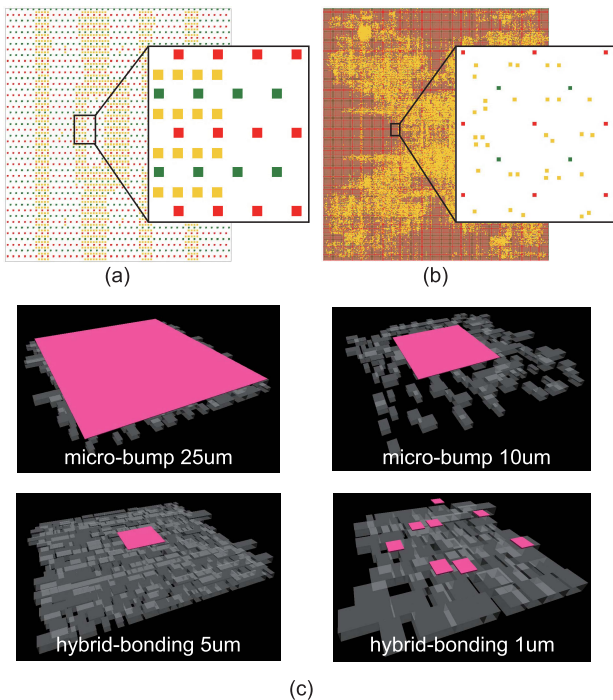 (a)
(b)
micro-bump 25um
micro-bump 10um
hybrid-bonding 5um
hybrid-bonding 1um
(c)